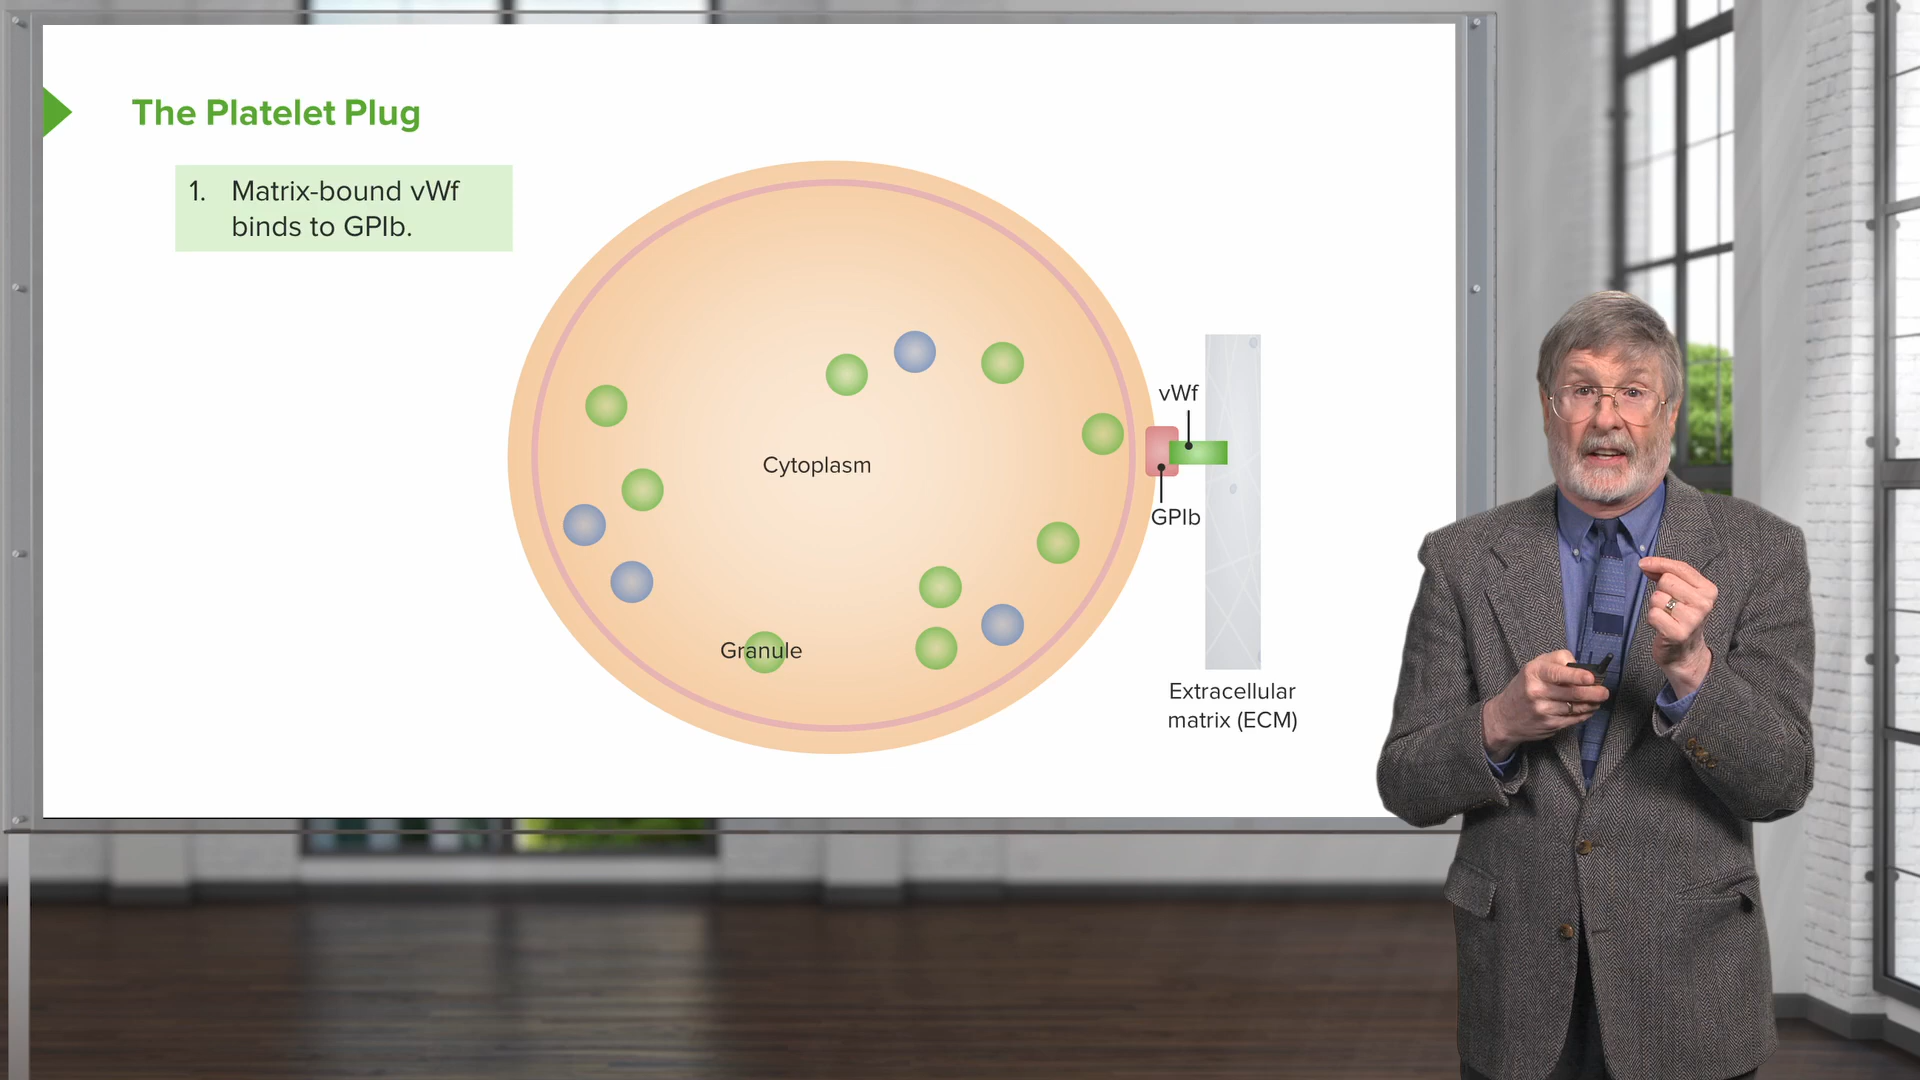 The Platelet Plug
1. Matrix-bound vWf
binds to GPIb.
vWf
Cytoplasm
GPIb
Granule
Extracellular
matrix (ECM)